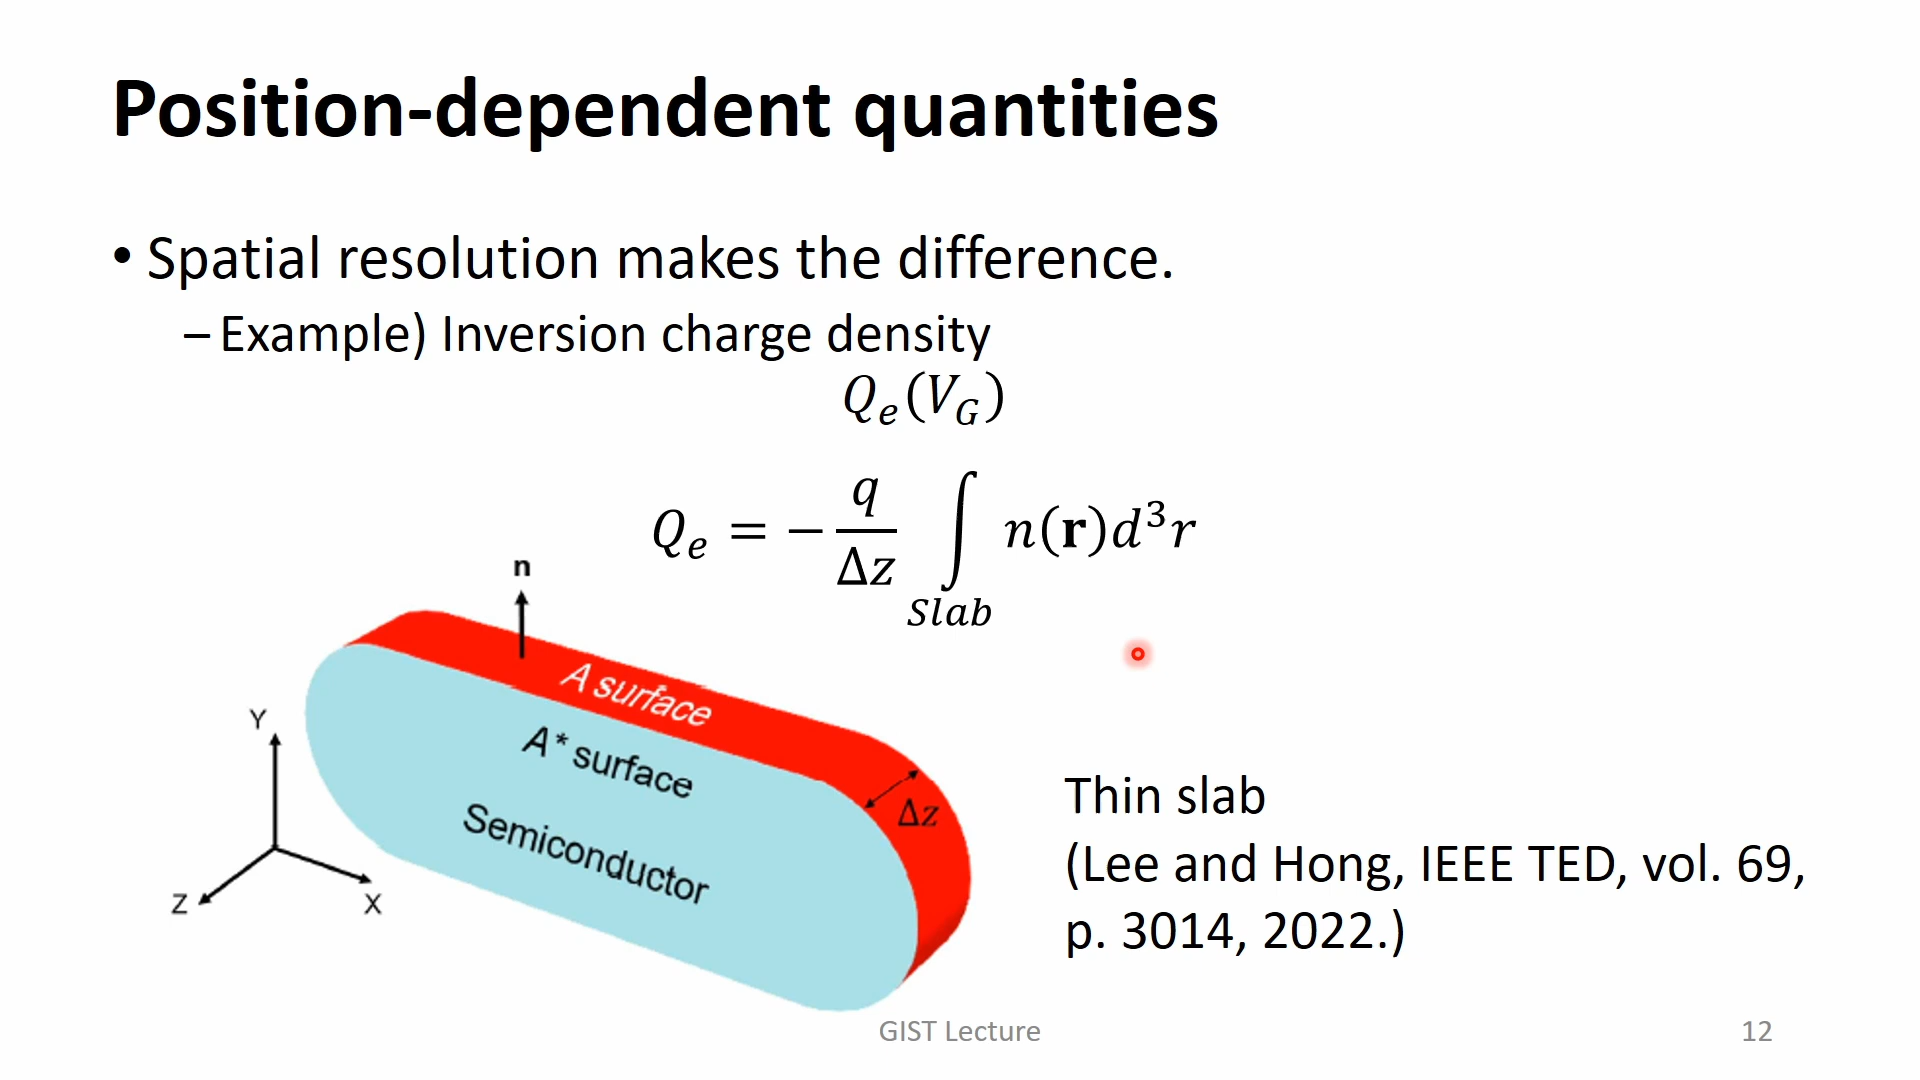 Position-dependent quantities
• Spatial resolution makes the difference.
– Example) Inversion charge density
Q_e(V_G)
Q_e = − q/Δz ∫_Slab n(𝐫)d³r
n
A surface
A* surface
Semiconductor
Δz
Y
Z
X
Thin slab
(Lee and Hong, IEEE TED, vol. 69,
p. 3014, 2022.)
GIST Lecture
12